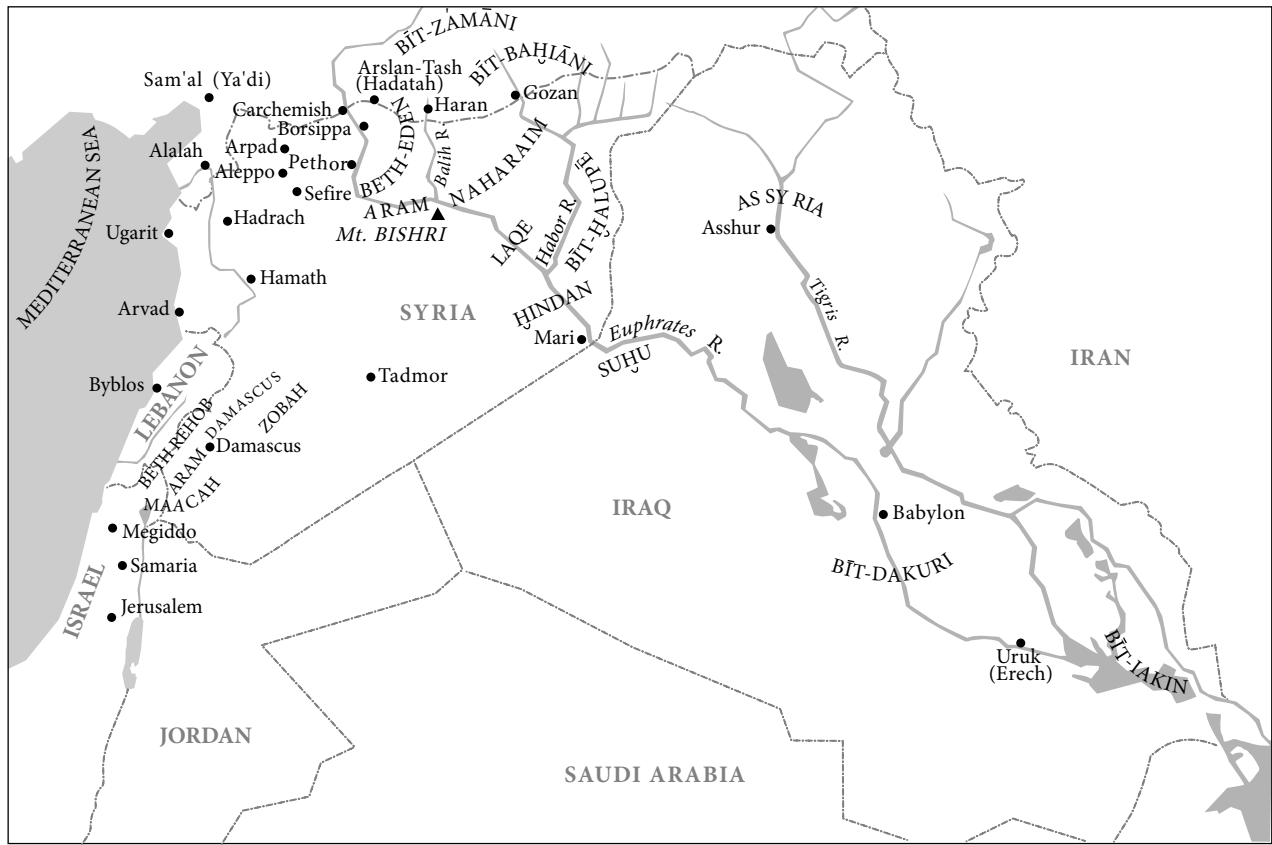 BĪT-ZAMĀNI
BĪT-BAḪIĀNI
Sam'al (Ya'di)
Arslan-Tash
(Hadatah)
Carchemish
Haran
Gozan
Borsippa
BETH-EDEN
Balih R.
NAHARAIM
MEDITERRANEAN SEA
Alalah
Arpad
Aleppo
Pethor
Sefire
ARAM
Mt. BISHRI
Hadrach
Ugarit
LAQE
Habor R.
BĪT-ḪALUPĒ
ASSYRIA
Asshur
Hamath
Arvad
SYRIA
ḪINDAN
Mari
Euphrates R.
SUḪU
Tigris R.
IRAN
Byblos
LEBANON
Tadmor
BETH-REHOB
ARAM DAMASCUS
ZOBAH
Damascus
MAACAH
Megiddo
Samaria
ISRAEL
Jerusalem
IRAQ
Babylon
BĪT-DAKURI
Uruk
(Erech)
BĪT-IAKIN
JORDAN
SAUDI ARABIA